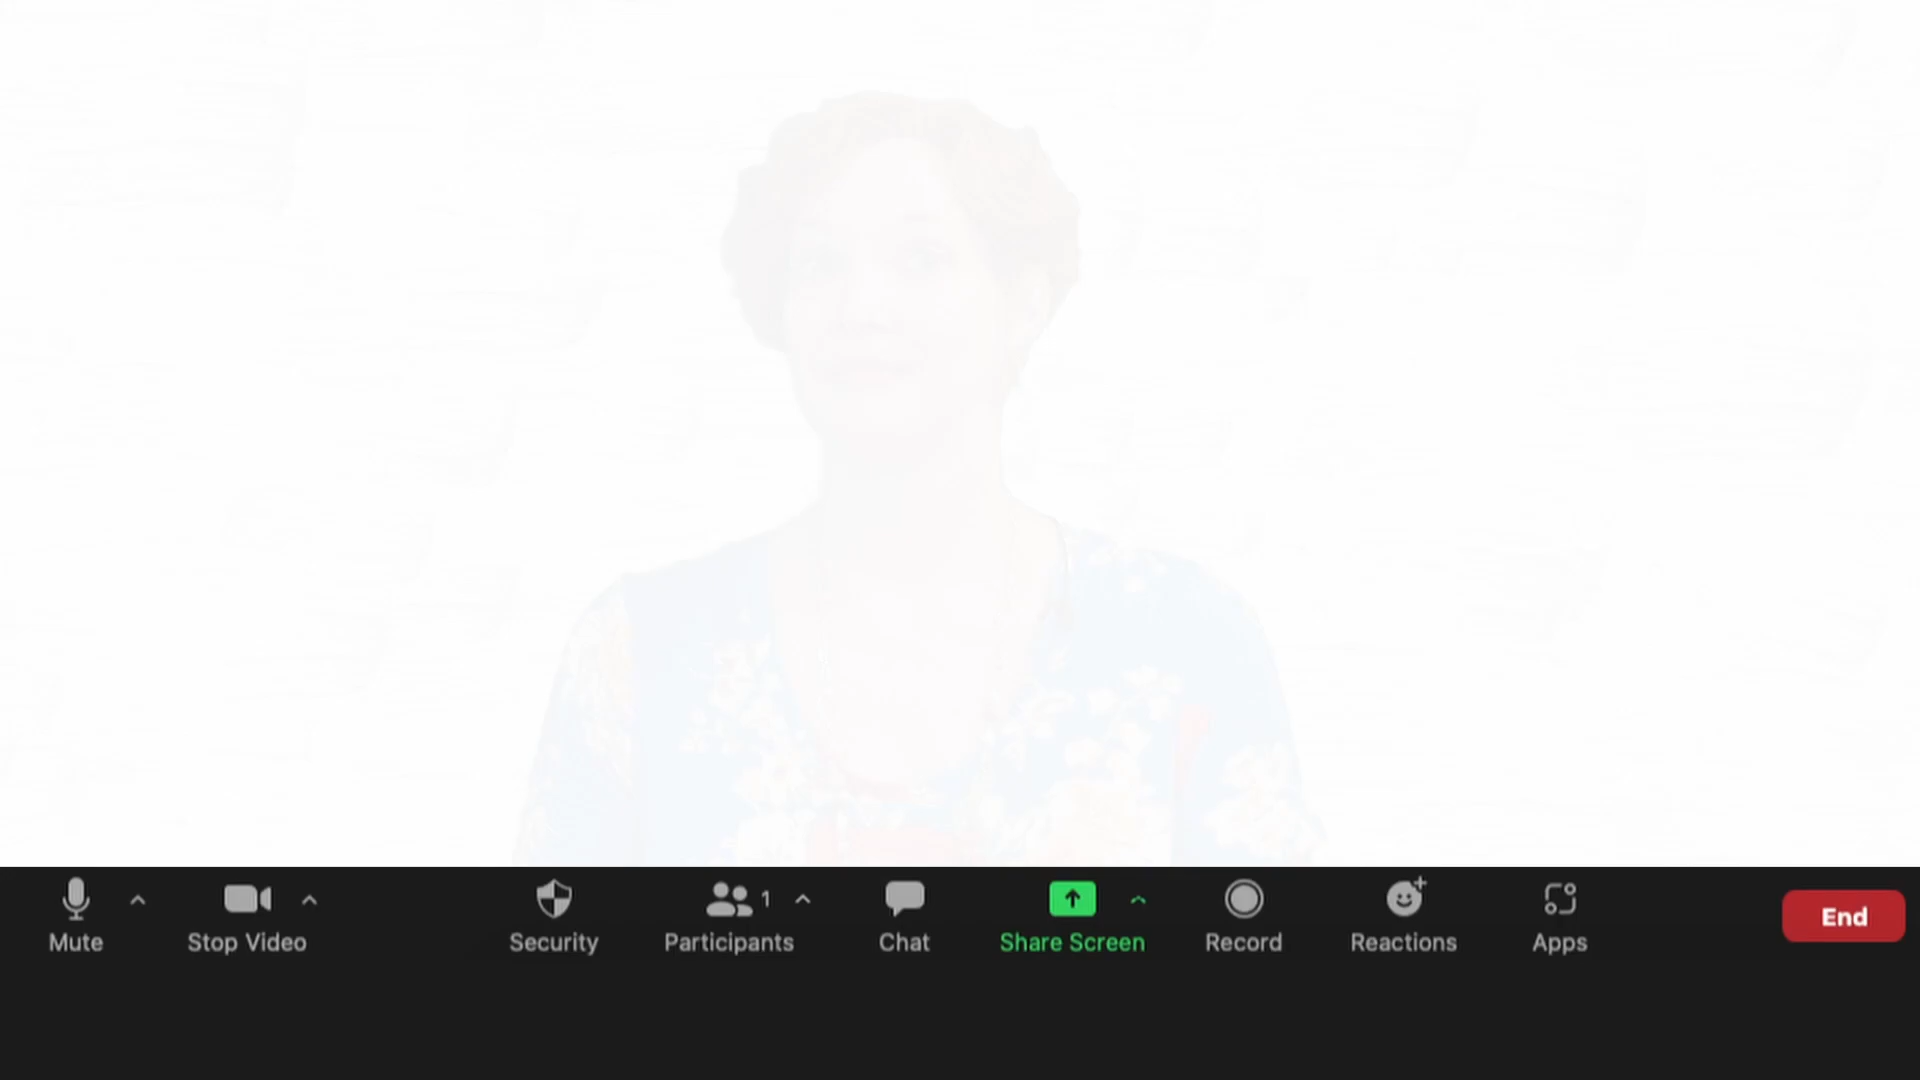 1
Mute
Stop Video
Security
Participants
Chat
Share Screen
Record
Reactions
Apps
End